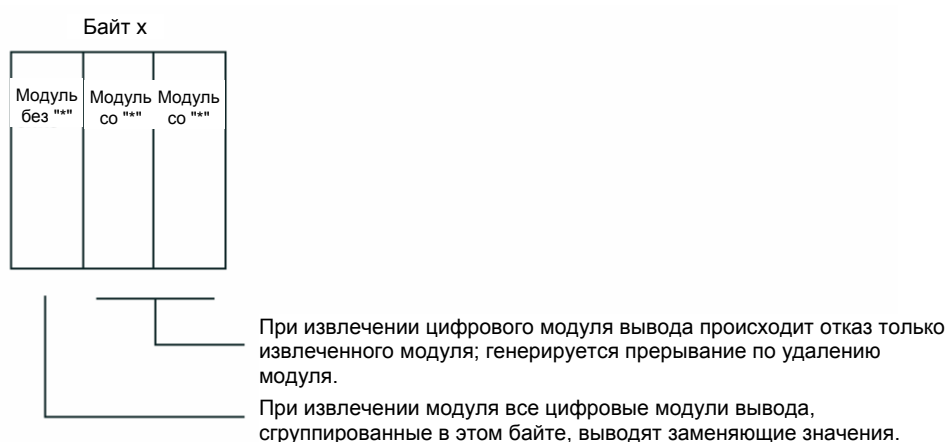 Байт x
Модуль без "*"
Модуль со "*"
Модуль со "*"
При извлечении цифрового модуля вывода происходит отказ только
извлеченного модуля; генерируется прерывание по удалению
модуля.
При извлечении модуля все цифровые модули вывода,
сгруппированные в этом байте, выводят заменяющие значения.